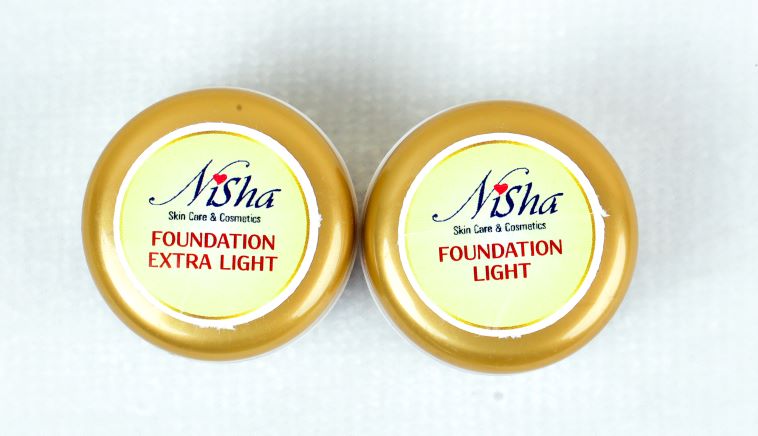 Nisha
Skin Care & Cosmetics
FOUNDATION
EXTRA LIGHT
Nisha
Skin Care & Cosmetics
FOUNDATION
LIGHT